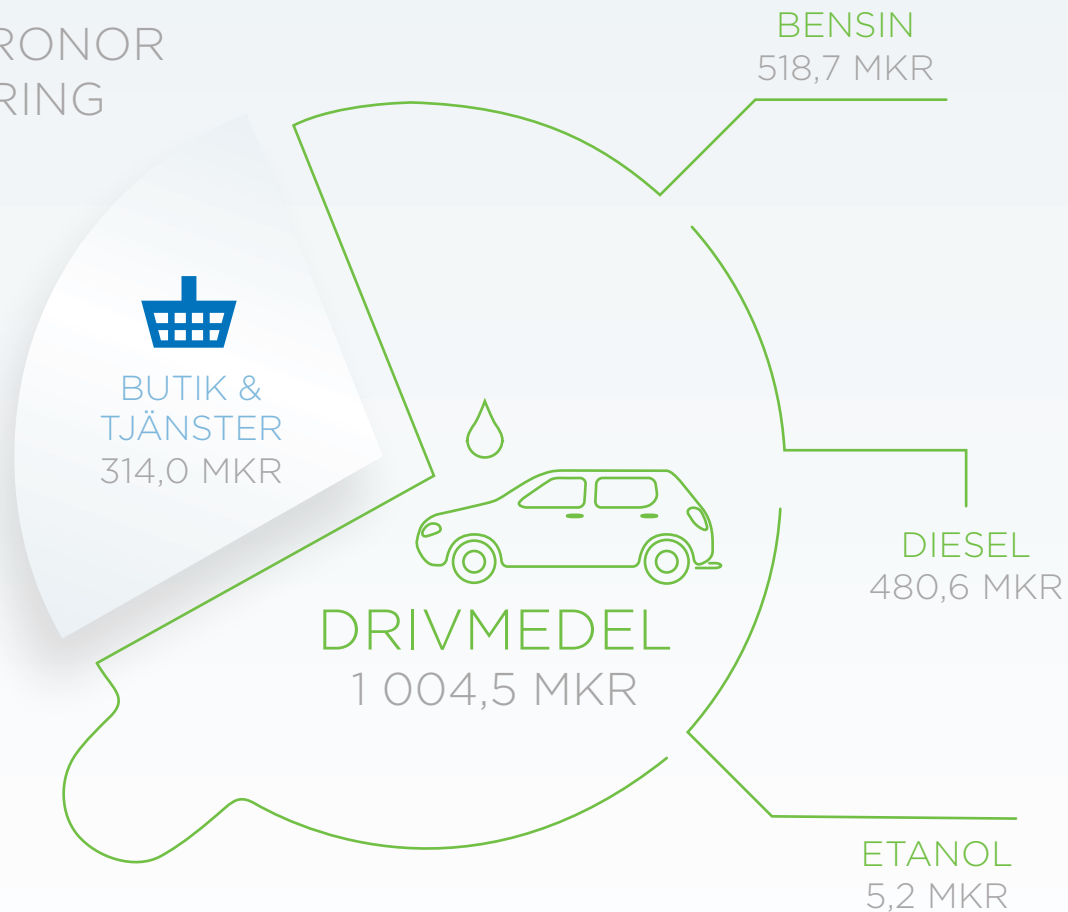 RONOR
RING
BENSIN
518,7 MKR
BUTIK &
TJÄNSTER
314,0 MKR
DIESEL
480,6 MKR
DRIVMEDEL
1 004,5 MKR
ETANOL
5,2 MKR